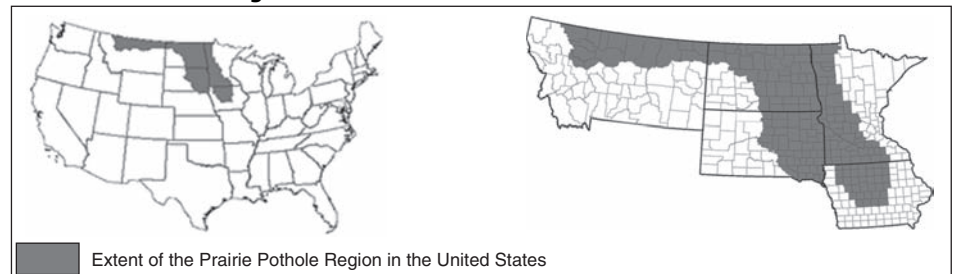 Extent of the Prairie Pothole Region in the United States